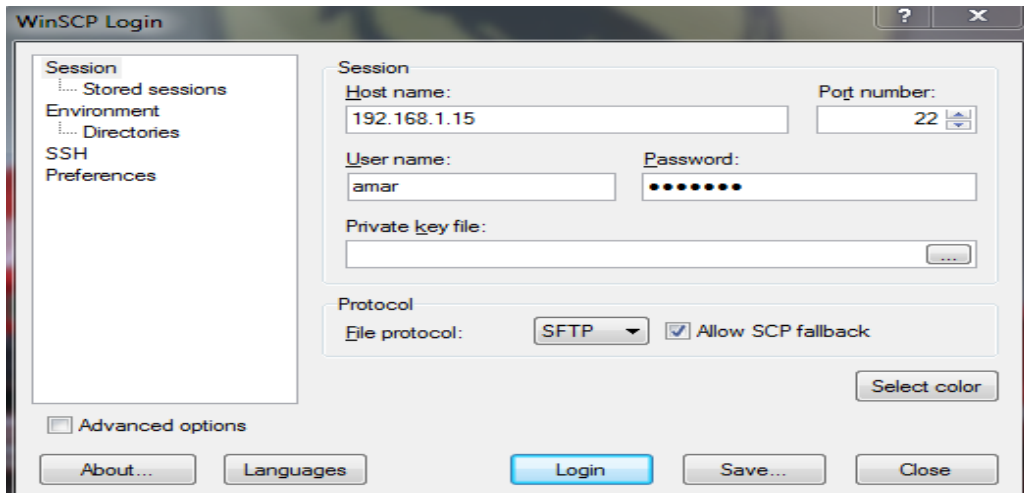 WinSCP Login
?
x
Session
Stored sessions
Environment
Directories
SSH
Preferences
Session
Host name:
Port number:
192.168.1.15
22
User name:
Password:
amar
•••••••
Private key file:
...
Protocol
File protocol:
SFTP
Allow SCP fallback
Select color
Advanced options
About...
Languages
Login
Save...
Close